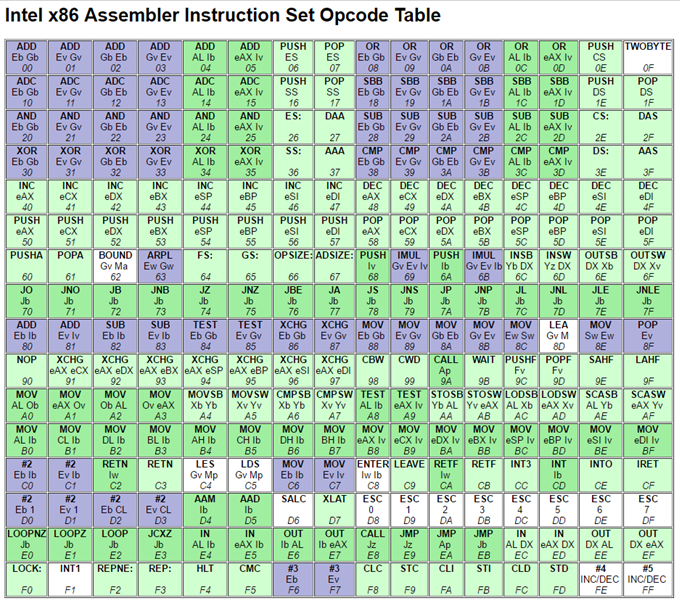 Intel x86 Assembler Instruction Set Opcode Table
ADD ADD ADD ADD ADD ADD PUSH POP OR OR OR OR OR OR PUSH TWOBYTE
Eb Gb Ev Gv Gb Eb Gv Ev AL Ib eAX Iv ES ES Eb Gb Ev Gv Gb Eb Gv Ev AL Ib eAX Iv CS
00 01 02 03 04 05 06 07 08 09 0A 0B 0C 0D 0E 0F
ADC ADC ADC ADC ADC ADC PUSH POP SBB SBB SBB SBB SBB SBB PUSH POP
Eb Gb Ev Gv Gb Eb Gv Ev AL Ib eAX Iv SS SS Eb Gb Ev Gv Gb Eb Gv Ev AL Ib eAX Iv DS DS
10 11 12 13 14 15 16 17 18 19 1A 1B 1C 1D 1E 1F
AND AND AND AND AND AND ES: DAA SUB SUB SUB SUB SUB SUB CS: DAS
Eb Gb Ev Gv Gb Eb Gv Ev AL Ib eAX Iv Eb Gb Ev Gv Gb Eb Gv Ev AL Ib eAX Iv
20 21 22 23 24 25 26 27 28 29 2A 2B 2C 2D 2E 2F
XOR XOR XOR XOR XOR XOR SS: AAA CMP CMP CMP CMP CMP CMP DS: AAS
Eb Gb Ev Gv Gb Eb Gv Ev AL Ib eAX Iv Eb Gb Ev Gv Gb Eb Gv Ev AL Ib eAX Iv
30 31 32 33 34 35 36 37 38 39 3A 3B 3C 3D 3E 3F
INC INC INC INC INC INC INC INC DEC DEC DEC DEC DEC DEC DEC DEC
eAX eCX eDX eBX eSP eBP eSI eDI eAX eCX eDX eBX eSP eBP eSI eDI
40 41 42 43 44 45 46 47 48 49 4A 4B 4C 4D 4E 4F
PUSH PUSH PUSH PUSH PUSH PUSH PUSH PUSH POP POP POP POP POP POP POP POP
eAX eCX eDX eBX eSP eBP eSI eDI eAX eCX eDX eBX eSP eBP eSI eDI
50 51 52 53 54 55 56 57 58 59 5A 5B 5C 5D 5E 5F
PUSHA POPA BOUND ARPL FS: GS: OPSIZE: ADSIZE: PUSH IMUL PUSH IMUL INSB INSW OUTSB OUTSW
Gv Ma Ew Gw Iv Gv Ev Iv Ib Gv Ev Ib Yb DX Yz DX DX Xb DX Xv
60 61 62 63 64 65 66 67 68 69 6A 6B 6C 6D 6E 6F
JO JNO JB JNB JZ JNZ JBE JA JS JNS JP JNP JL JNL JLE JNLE
Jb Jb Jb Jb Jb Jb Jb Jb Jb Jb Jb Jb Jb Jb Jb Jb
70 71 72 73 74 75 76 77 78 79 7A 7B 7C 7D 7E 7F
ADD ADD SUB SUB TEST TEST XCHG XCHG MOV MOV MOV MOV MOV LEA MOV POP
Eb Ib Ev Iv Eb Ib Ev Ib Eb Gb Ev Gv Eb Gb Ev Gv Eb Gb Ev Gv Gb Eb Gv Ev Ew Sw Gv M Sw Ew Ev
80 81 82 83 84 85 86 87 88 89 8A 8B 8C 8D 8E 8F
NOP XCHG XCHG XCHG XCHG XCHG XCHG XCHG CBW CWD CALL WAIT PUSHF POPF SAHF LAHF
eAX eCX eAX eDX eAX eBX eAX eSP eAX eBP eAX eSI eAX eDI Ap Fv Fv
90 91 92 93 94 95 96 97 98 99 9A 9B 9C 9D 9E 9F
MOV MOV MOV MOV MOVSB MOVSW CMPSB CMPSW TEST TEST STOSB STOSW LODSB LODSW SCASB SCASW
AL Ob eAX Ov Ob AL Ov eAX Xb Yb Xv Yv Xb Yb Xv Yv AL Ib eAX Iv Yb AL Yv eAX AL Xb eAX Xv AL Yb eAX Yv
A0 A1 A2 A3 A4 A5 A6 A7 A8 A9 AA AB AC AD AE AF
MOV MOV MOV MOV MOV MOV MOV MOV MOV MOV MOV MOV MOV MOV MOV MOV
AL Ib CL Ib DL Ib BL Ib AH Ib CH Ib DH Ib BH Ib eAX Iv eCX Iv eDX Iv eBX Iv eSP Iv eBP Iv eSI Iv eDI Iv
B0 B1 B2 B3 B4 B5 B6 B7 B8 B9 BA BB BC BD BE BF
#2 #2 RETN RETN LES LDS MOV MOV ENTER LEAVE RETF RETF INT3 INT INTO IRET
Eb Ib Ev Ib Iw Gv Mp Gv Mp Eb Ib Ev Iv Iw Ib Iw Ib
C0 C1 C2 C3 C4 C5 C6 C7 C8 C9 CA CB CC CD CE CF
#2 #2 #2 #2 AAM AAD SALC XLAT ESC ESC ESC ESC ESC ESC ESC ESC
Eb 1 Ev 1 Eb CL Ev CL Ib Ib 0 1 2 3 4 5 6 7
D0 D1 D2 D3 D4 D5 D6 D7 D8 D9 DA DB DC DD DE DF
LOOPNZ LOOPZ LOOP JCXZ IN IN OUT OUT CALL JMP JMP JMP IN IN OUT OUT
Jb Jb Jb Jb AL Ib eAX Ib Ib AL Ib eAX Jz Jz Ap Jb AL DX eAX DX DX AL DX eAX
E0 E1 E2 E3 E4 E5 E6 E7 E8 E9 EA EB EC ED EE EF
LOCK: INT1 REPNE: REP: HLT CMC #3 #3 CLC STC CLI STI CLD STD #4 #5
Eb Ev INC/DEC INC/DEC
F0 F1 F2 F3 F4 F5 F6 F7 F8 F9 FA FB FC FD FE FF